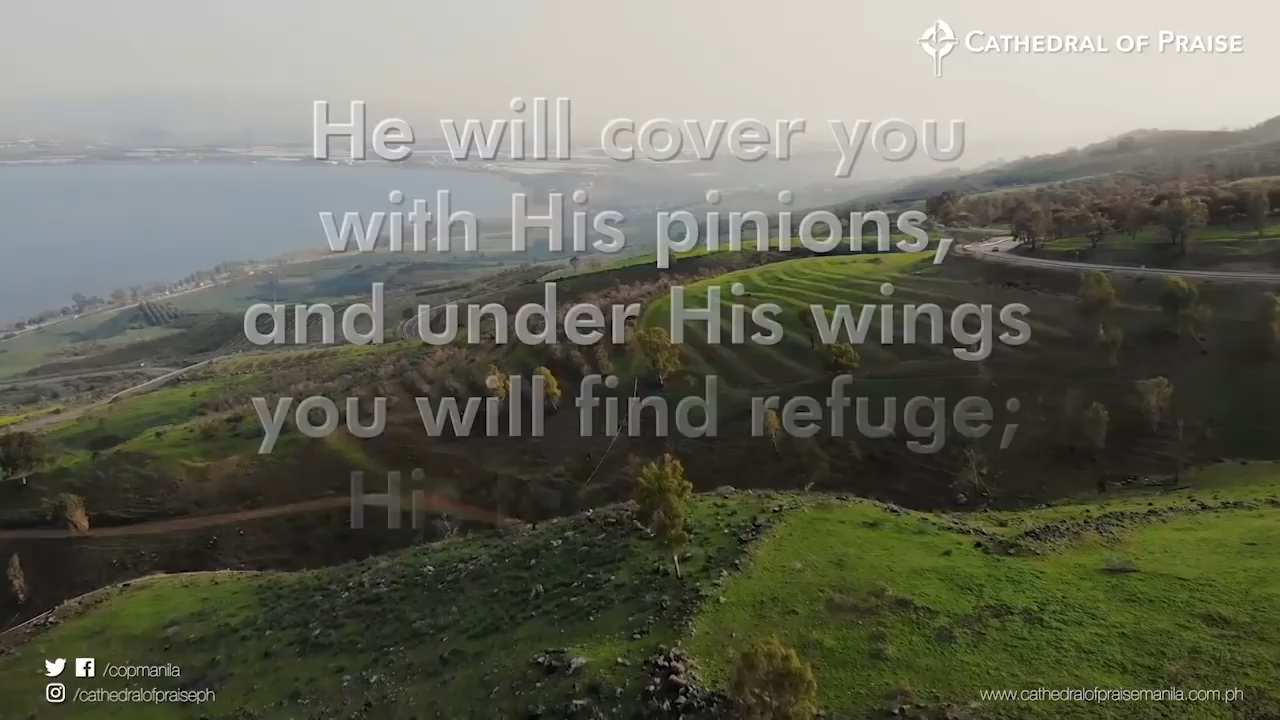 CATHEDRAL OF PRAISE
He will cover you
with His pinions,
and under His wings
you will find refuge;
Hi
/copmanila
/cathedralofpraiseph
www.cathedralofpraisemanila.com.ph